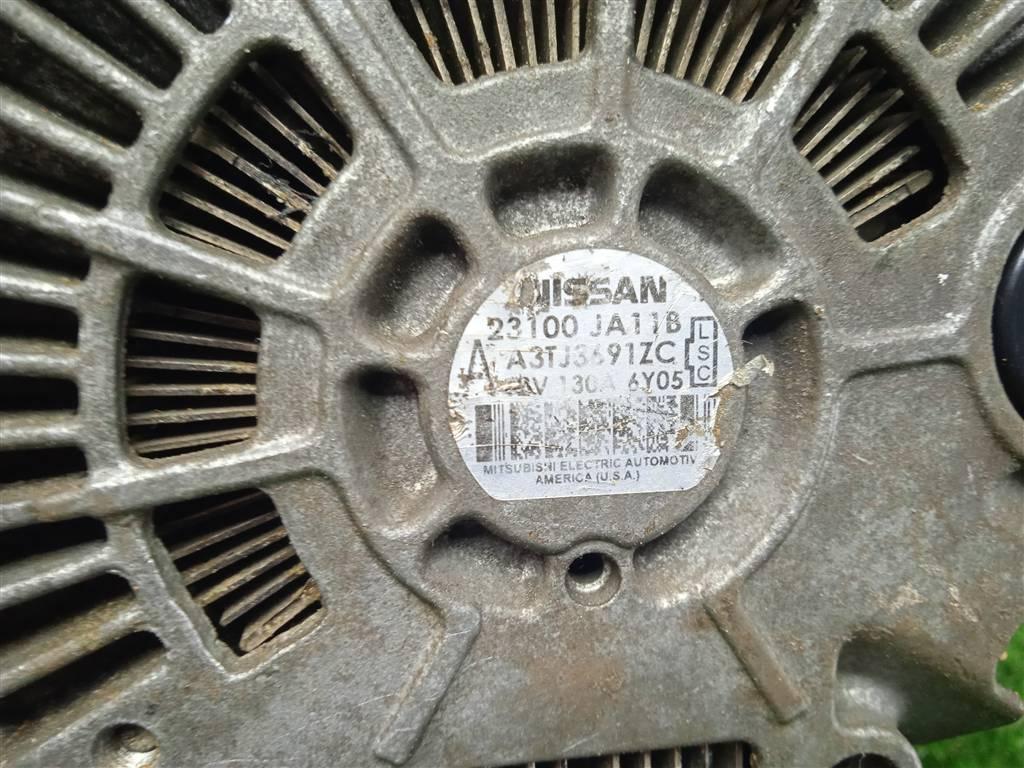 NISSAN
23100 JA11B
A A3TJ3691ZC
V 130A 6Y05
L
S
C
MITSUBISHI ELECTRIC AUTOMOTIV
AMERICA (U.S.A.)